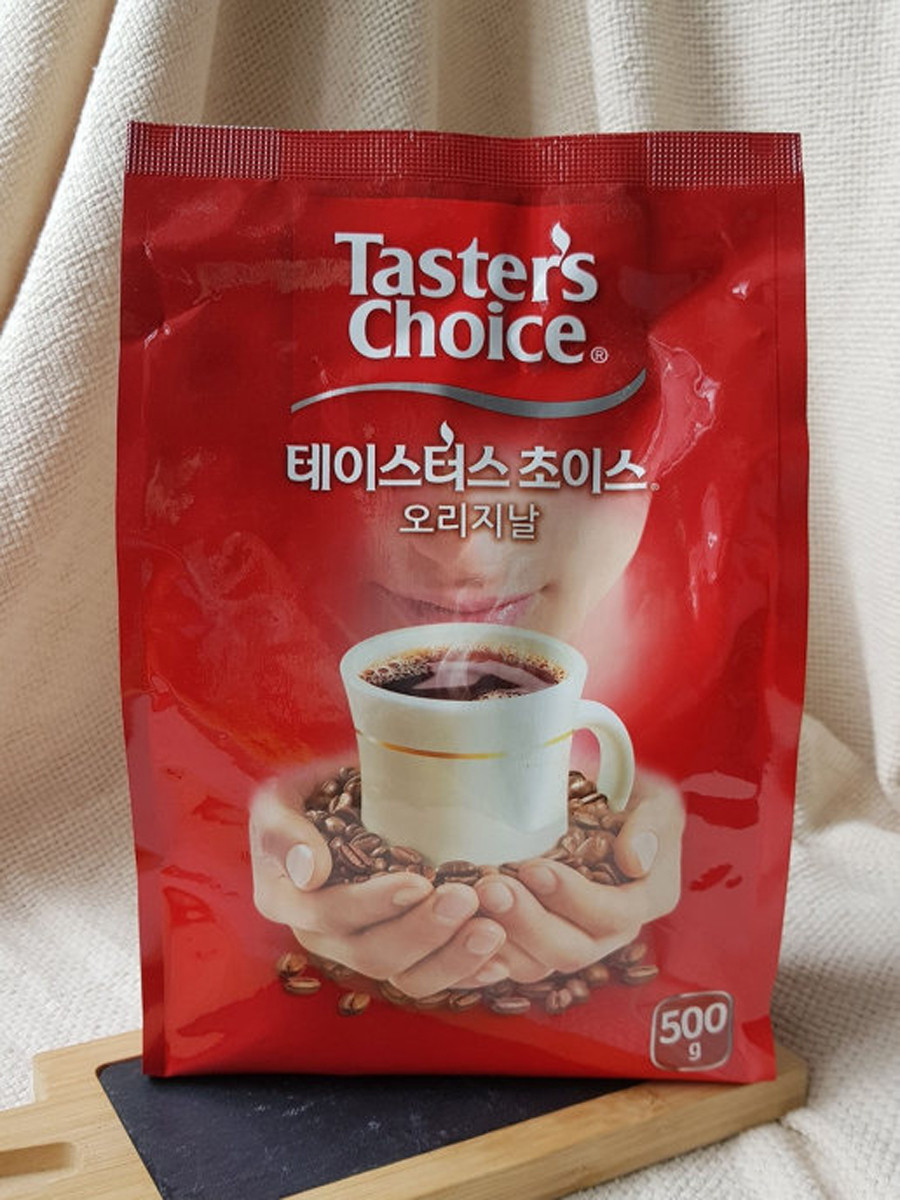 Taster's
Choice®
테이스터스 초이스®
오리지날
500
g